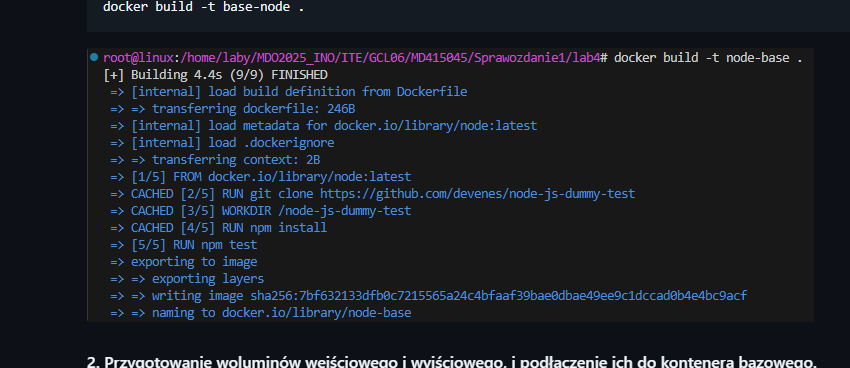 docker build -t base-node .
root@linux:/home/laby/MDO2025_INO/ITE/GCL06/MD415045/Sprawozdanie1/lab4# docker build -t node-base .
[+] Building 4.4s (9/9) FINISHED
=> [internal] load build definition from Dockerfile
=> => transferring dockerfile: 246B
=> [internal] load metadata for docker.io/library/node:latest
=> [internal] load .dockerignore
=> => transferring context: 2B
=> [1/5] FROM docker.io/library/node:latest
=> CACHED [2/5] RUN git clone https://github.com/devenes/node-js-dummy-test
=> CACHED [3/5] WORKDIR /node-js-dummy-test
=> CACHED [4/5] RUN npm install
=> [5/5] RUN npm test
=> exporting to image
=> => exporting layers
=> => writing image sha256:7bf632133dfb0c7215565a24c4bfaaf39bae0dbae49ee9c1dccad0b4e4bc9acf
=> => naming to docker.io/library/node-base
2. Przygotowanie woluminów wejściowego i wyjściowego, i podłączenie ich do kontenera bazowego.